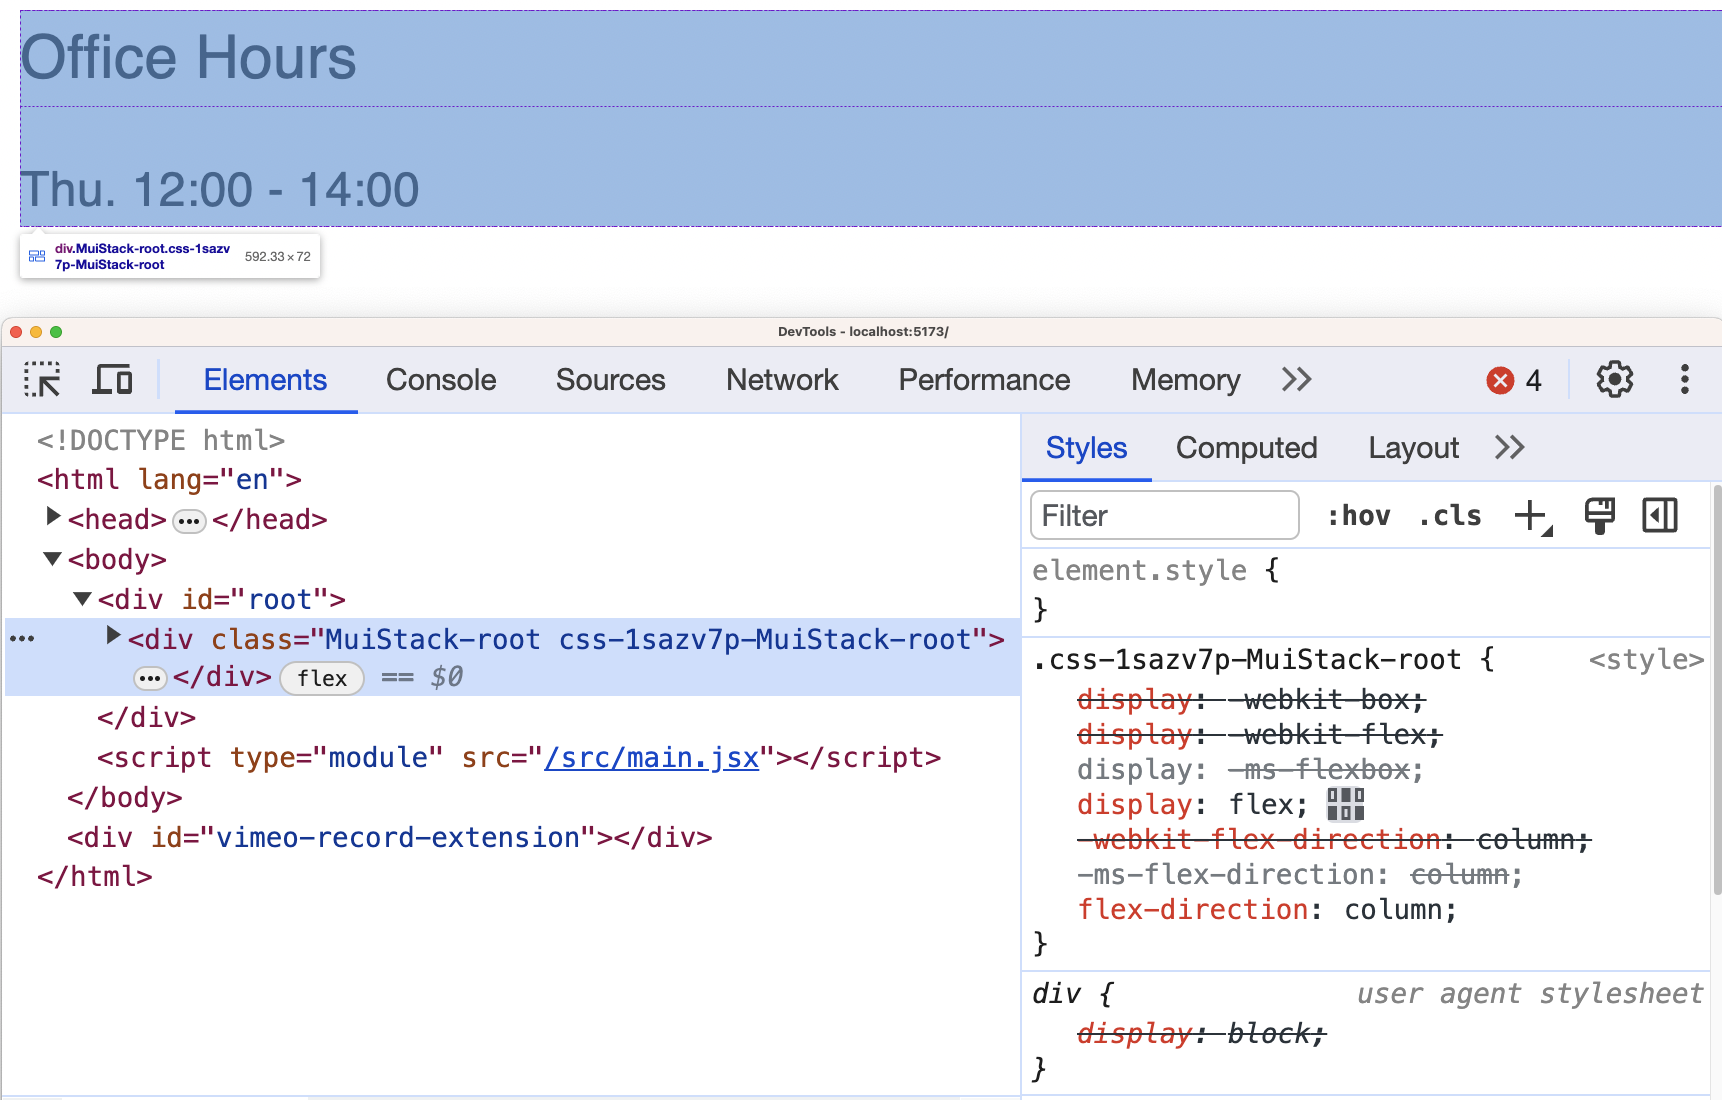 Office Hours
Thu. 12:00 - 14:00
div.MuiStack-root.css-1sazv
7p-MuiStack-root
592.33 × 72
DevTools - localhost:5173/
Elements Console Sources Network Performance Memory 4
<!DOCTYPE html>
<html lang="en">
<head> ••• </head>
<body>
<div id="root">
••• <div class="MuiStack-root css-1sazv7p-MuiStack-root">
••• </div> flex == $0
</div>
<script type="module" src="/src/main.jsx"></script>
</body>
<div id="vimeo-record-extension"></div>
</html>
Styles Computed Layout
Filter :hov .cls
element.style {
}
.css-1sazv7p-MuiStack-root { <style>
display: -webkit-box;
display: -webkit-flex;
display: -ms-flexbox;
display: flex;
-webkit-flex-direction: column;
-ms-flex-direction: column;
flex-direction: column;
}
div { user agent stylesheet
display: block;
}